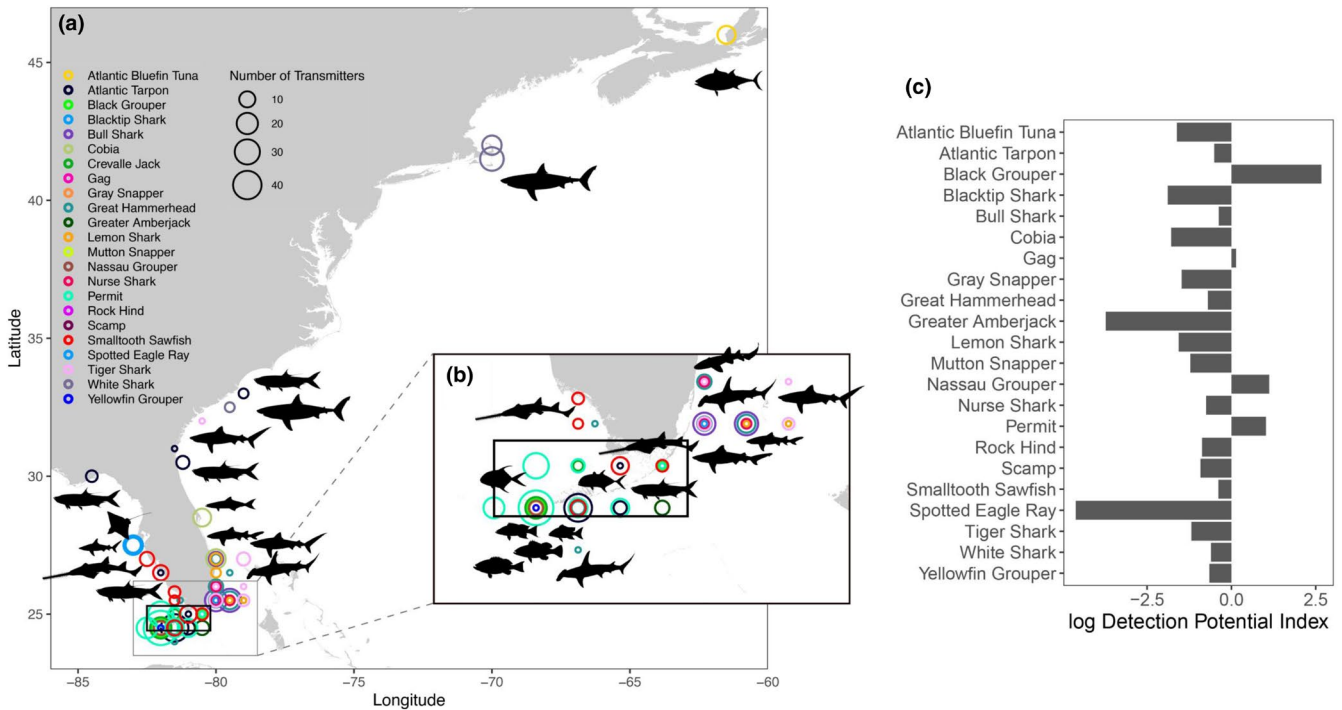 (a)
45
40
35
30
25
Latitude
−85
−80
−75
−70
−65
−60
Longitude
Atlantic Bluefin Tuna
Atlantic Tarpon
Black Grouper
Blacktip Shark
Bull Shark
Cobia
Crevalle Jack
Gag
Gray Snapper
Great Hammerhead
Greater Amberjack
Lemon Shark
Mutton Snapper
Nassau Grouper
Nurse Shark
Permit
Rock Hind
Scamp
Smalltooth Sawfish
Spotted Eagle Ray
Tiger Shark
White Shark
Yellowfin Grouper
Number of Transmitters
10
20
30
40
(b)
(c)
Atlantic Bluefin Tuna
Atlantic Tarpon
Black Grouper
Blacktip Shark
Bull Shark
Cobia
Gag
Gray Snapper
Great Hammerhead
Greater Amberjack
Lemon Shark
Mutton Snapper
Nassau Grouper
Nurse Shark
Permit
Rock Hind
Scamp
Smalltooth Sawfish
Spotted Eagle Ray
Tiger Shark
White Shark
Yellowfin Grouper
−2.5 0.0 2.5
log Detection Potential Index